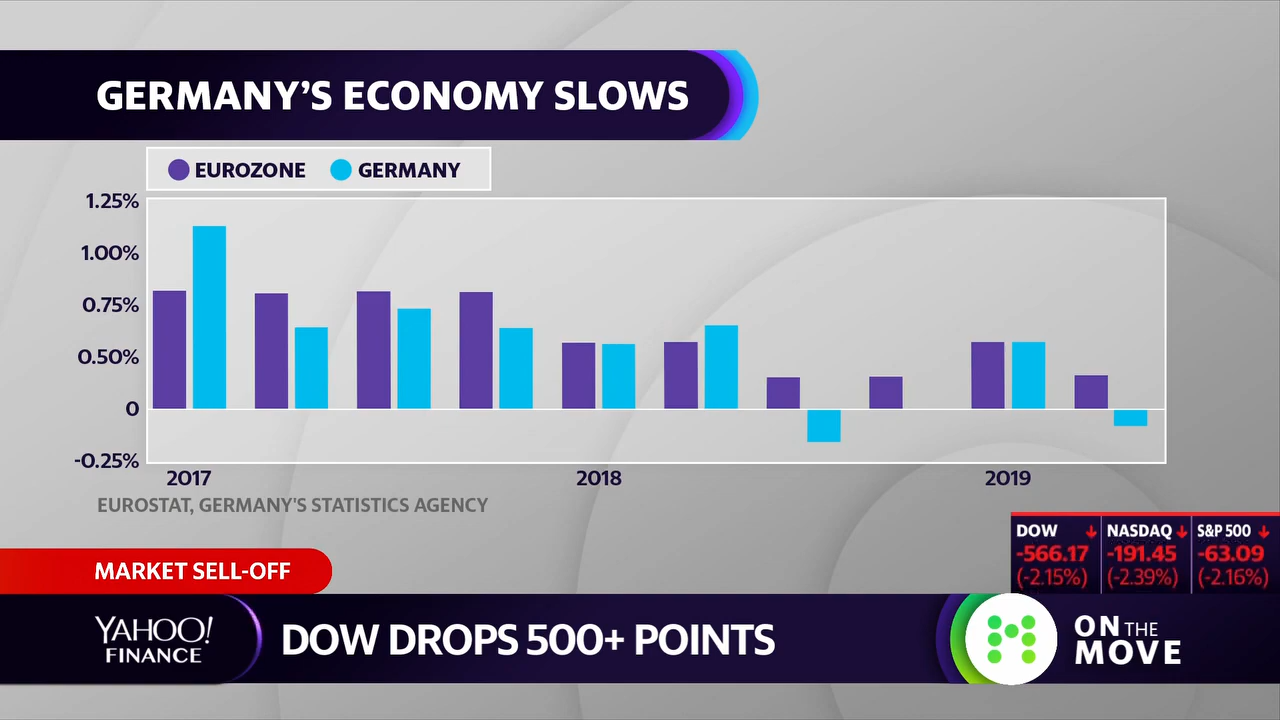 GERMANY'S ECONOMY SLOWS
EUROZONE GERMANY
1.25%
1.00%
0.75%
0.50%
0
-0.25%
2017 2018 2019
EUROSTAT, GERMANY'S STATISTICS AGENCY
DOW NASDAQ S&P 500
-566.17 -191.45 -63.09
(-2.15%) (-2.39%) (-2.16%)
MARKET SELL-OFF
YAHOO!
FINANCE
DOW DROPS 500+ POINTS
ON THE
MOVE